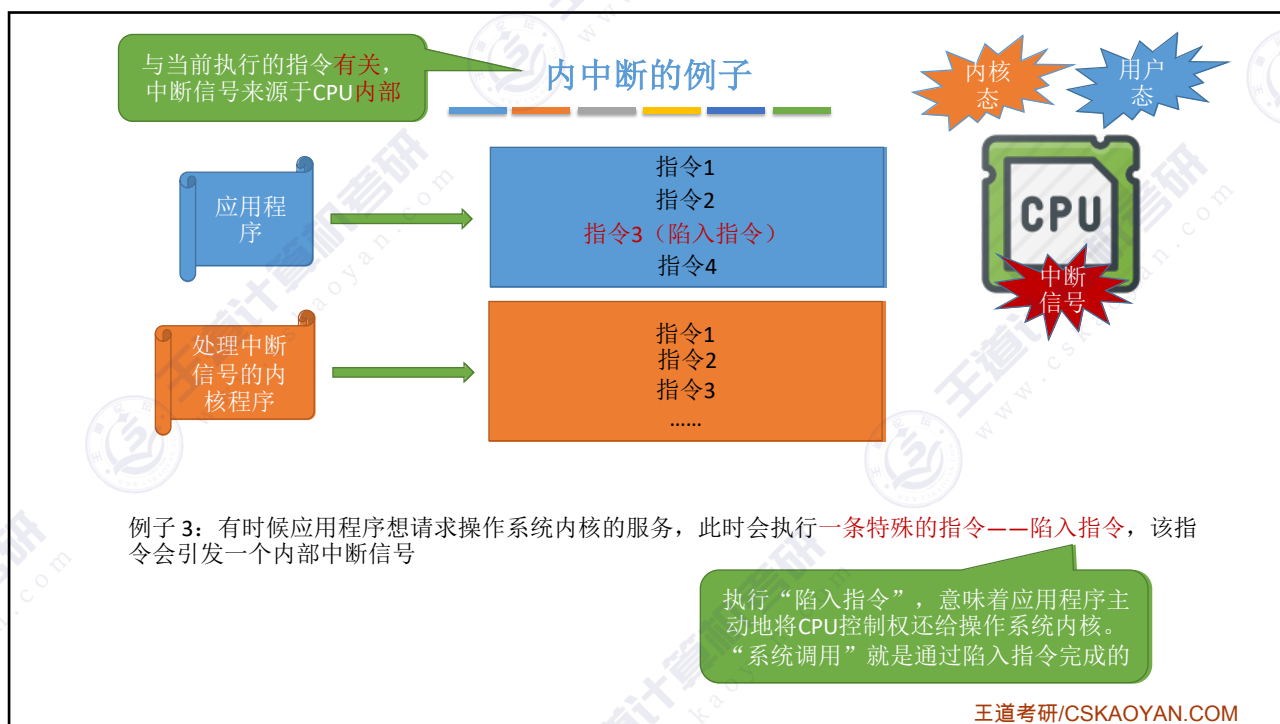 与当前执行的指令有关，
中断信号来源于CPU内部
内中断的例子
内核
态
用户
态
应用程
序
指令1
指令2
指令3（陷入指令）
指令4
CPU
中断
信号
处理中断
信号的内
核程序
指令1
指令2
指令3
……
例子 3：有时候应用程序想请求操作系统内核的服务，此时会执行一条特殊的指令——陷入指令，该指
令会引发一个内部中断信号
执行“陷入指令”，意味着应用程序主
动地将CPU控制权还给操作系统内核。
“系统调用”就是通过陷入指令完成的
王道考研/CSKAOYAN.COM